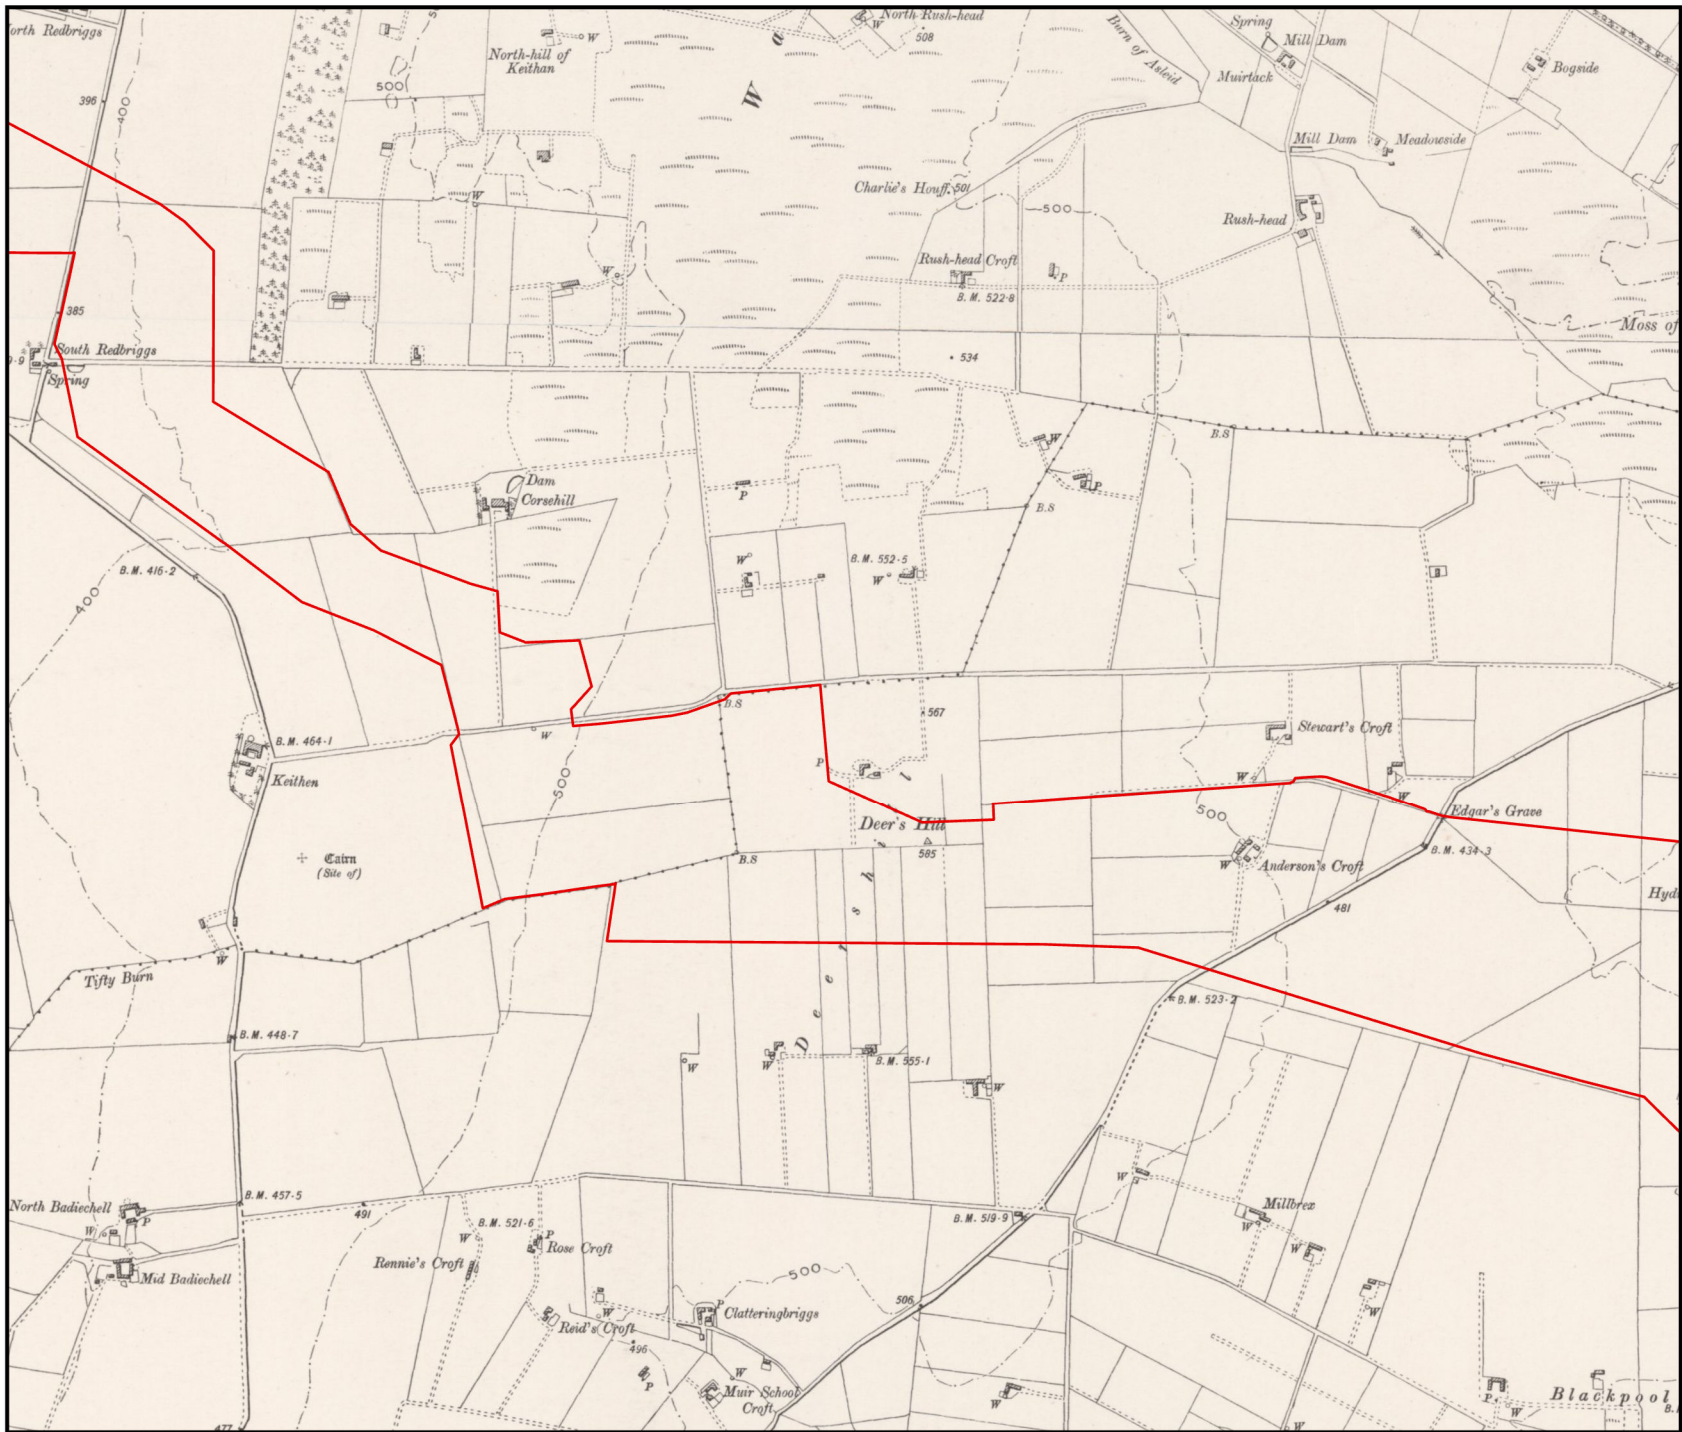 North Rush-head
W
508
North Redbriggs
Spring
Mill Dam
North-hill of
Keithan
W
Burn of
Asleid
Muirtack
Bogside
W
a
500
396
400
Mill Dam
Meadowside
Charlie's Houff. 501
W
500
Rush-head
W
Rush-head Croft
P
B.M. 522·8
385
Moss of
South Redbriggs
534
9·9
Spring
B.S
W
Dam
Corsehill
P
P
B.S
B.M. 416·2
W
B.M. 552·5
W
400
B.S
567
W
Stewart's Croft
B.M. 464·1
P
Keithen
500
W
W
500
Edgar's Grave
Deer's Hill
B.S
585
B.M. 434·3
Cairn
(Site of)
W
Anderson's Croft
481
Hyd
W
Tifty Burn
B.M. 523·2
B.M. 448·7
D e e r t s h i l l
W
W
B.M. 555·1
W
W
North Badiechell
B.M. 457·5
491
B.M. 521·6
B.M. 519·9
Millbrex
P
W
W
P
Rose Croft
W
W
Rennie's Croft
Mid Badiechell
500
506
P
Clatteringbriggs
W
W
Reid's Croft
496
P
W
Muir School
Croft
W
P
W
Blackpool
B.
477
W